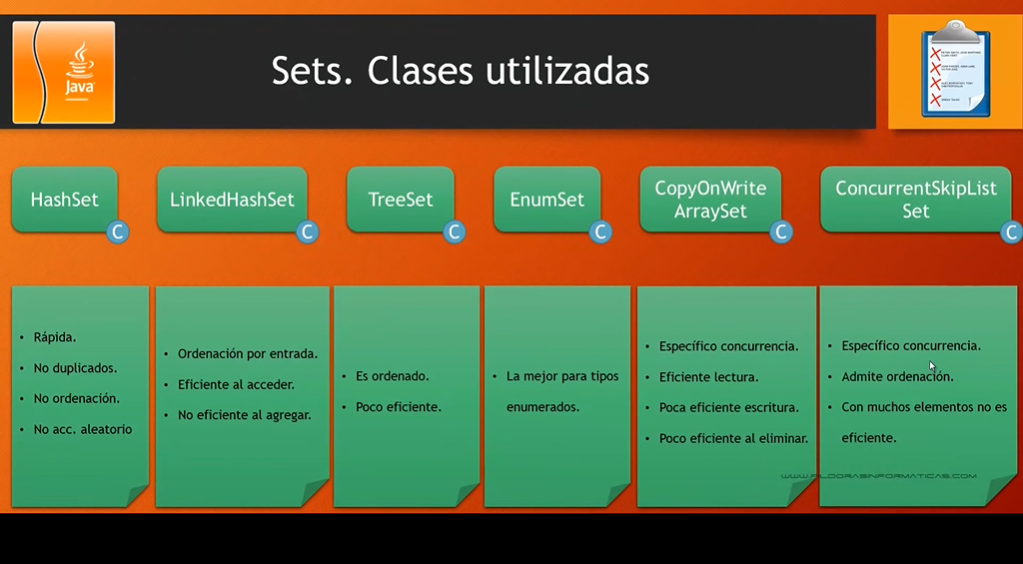 Java
Sets. Clases utilizadas
HashSet
C
LinkedHashSet
C
TreeSet
C
EnumSet
C
CopyOnWrite
ArraySet
C
ConcurrentSkipList
Set
C
• Rápida.
• No duplicados.
• No ordenación.
• No acc. aleatorio
• Ordenación por entrada.
• Eficiente al acceder.
• No eficiente al agregar.
• Es ordenado.
• Poco eficiente.
• La mejor para tipos
enumerados.
• Específico concurrencia.
• Eficiente lectura.
• Poca eficiente escritura.
• Poco eficiente al eliminar.
• Específico concurrencia.
• Admite ordenación.
• Con muchos elementos no es
eficiente.
WWW.PILDORASINFORMATICAS.COM